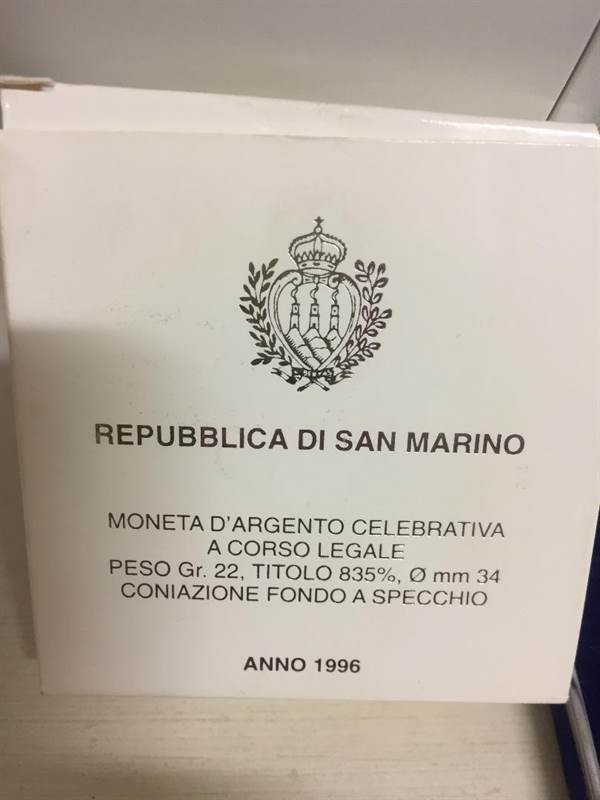 REPUBBLICA DI SAN MARINO
MONETA D'ARGENTO CELEBRATIVA
A CORSO LEGALE
PESO Gr. 22, TITOLO 835%, Ø mm 34
CONIAZIONE FONDO A SPECCHIO
ANNO 1996